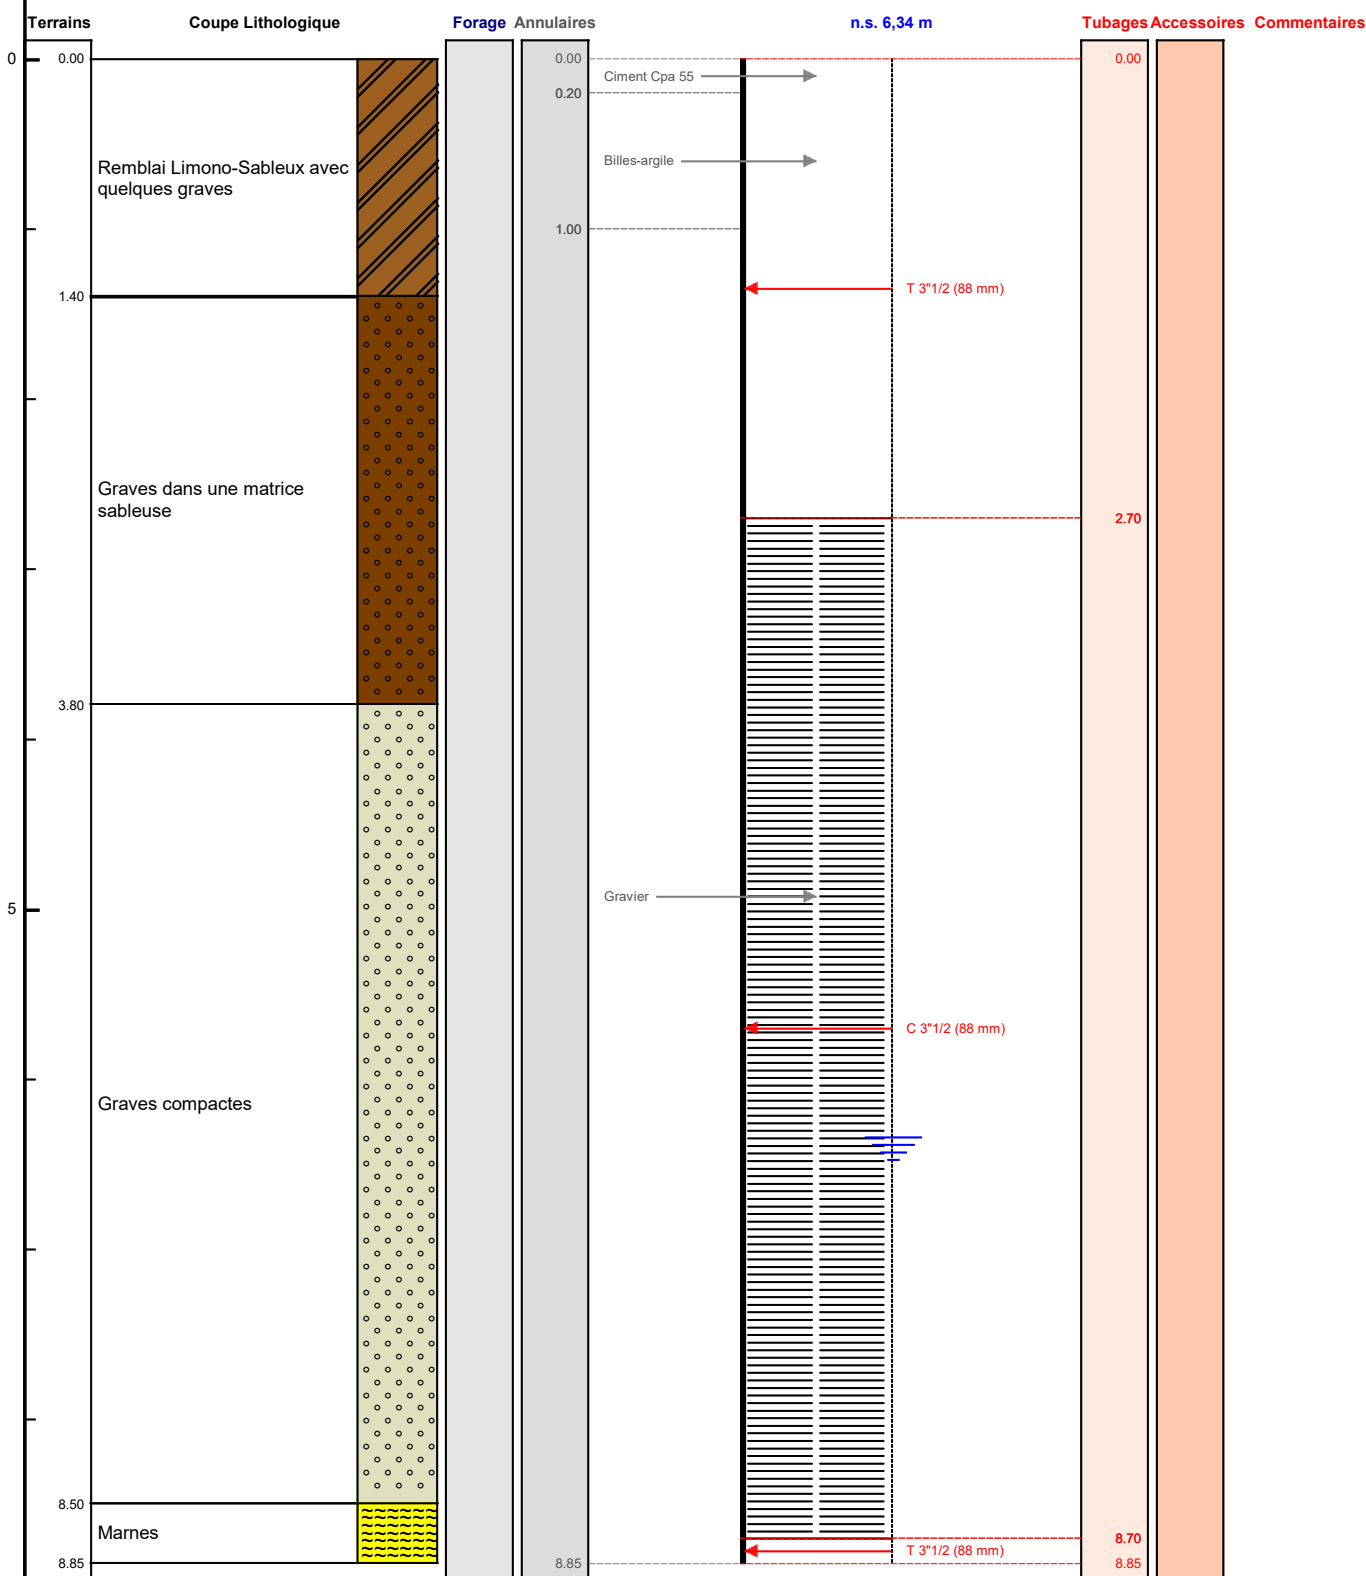 Terrains Coupe Lithologique Forage Annulaires n.s. 6,34 m Tubages Accessoires Commentaires
0 0.00 0.00 0.00
Ciment Cpa 55
0.20
Billes-argile
Remblai Limono-Sableux avec
quelques graves
1.00
T 3"1/2 (88 mm)
1.40
Graves dans une matrice
sableuse
2.70
3.80
Gravier
5
C 3"1/2 (88 mm)
Graves compactes
8.50
Marnes
8.70
T 3"1/2 (88 mm)
8.85 8.85 8.85